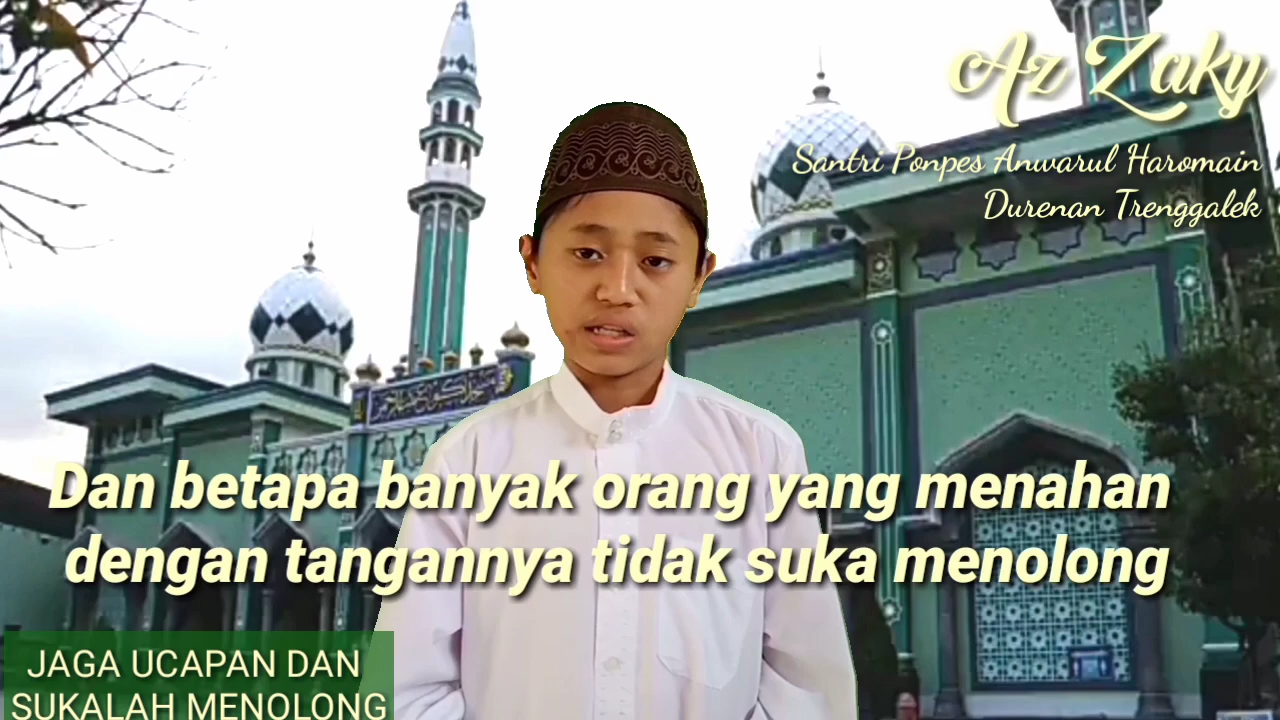 Az Zaky
Santri Ponpes Anwarul Haromain
Durenan Trenggalek
Dan betapa banyak orang yang menahan
dengan tangannya tidak suka menolong
JAGA UCAPAN DAN
SUKALAH MENOLONG